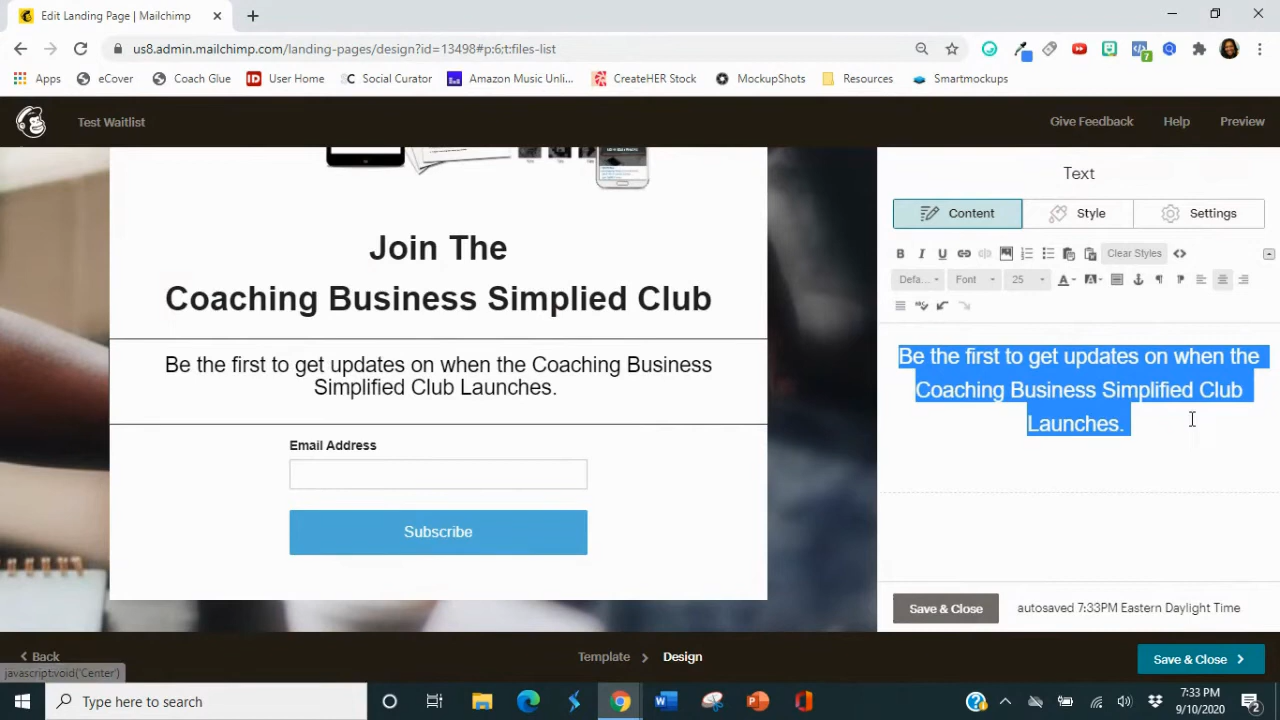 Edit Landing Page | Mailchimp
us8.admin.mailchimp.com/landing-pages/design?id=13498#p:6;t:files-list
7
Apps
eCover
Coach Glue
ID
User Home
Social Curator
Amazon Music Unli...
CreateHER Stock
MockupShots
Resources
Smartmockups
Test Waitlist
Give Feedback
Help
Preview
Join The
Coaching Business Simplied Club
Be the first to get updates on when the Coaching Business
Simplified Club Launches.
Email Address
Subscribe
Text
Content
Style
Settings
B I U
Clear Styles
Defa...
Font
25
A
Be the first to get updates on when the
Coaching Business Simplified Club
Launches.
Save & Close
autosaved 7:33PM Eastern Daylight Time
Back
Template
Design
Save & Close
javascript:void('Center')
Type here to search
7:33 PM
9/10/2020
2